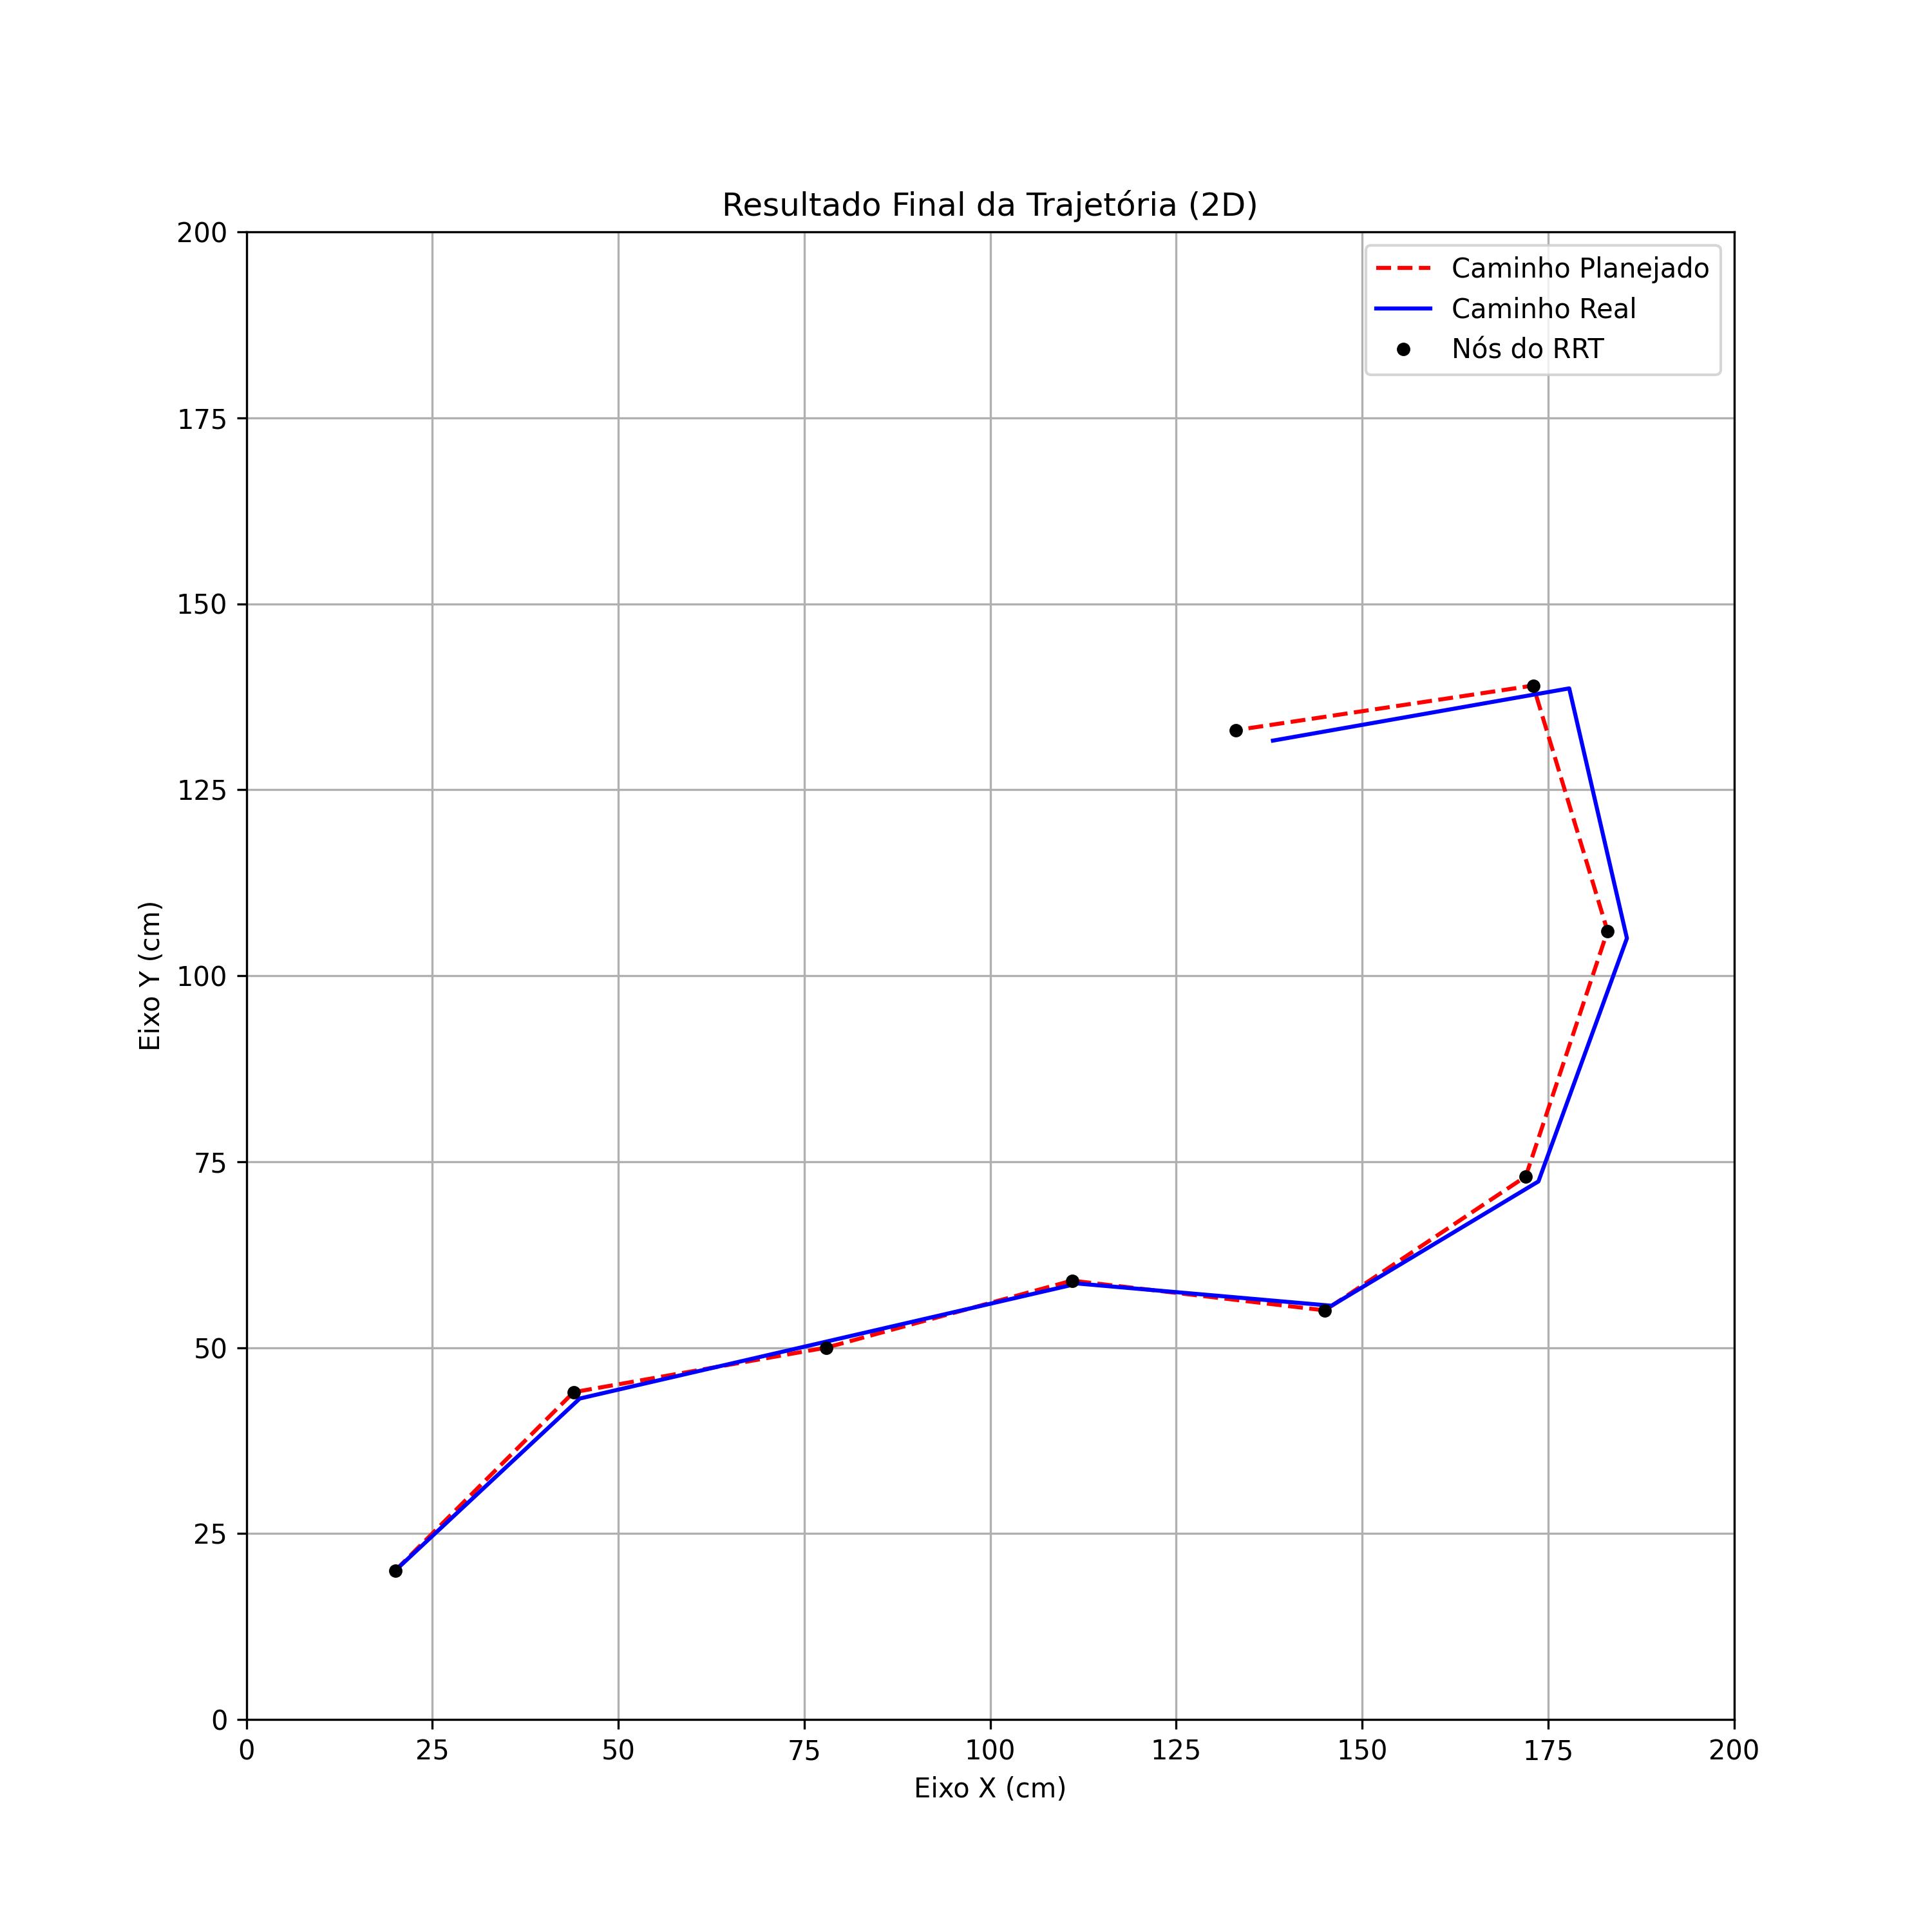 Resultado Final da Trajetória (2D)
Caminho Planejado
Caminho Real
Nós do RRT
200
175
150
125
100
75
50
25
0
Eixo Y (cm)
0 25 50 75 100 125 150 175 200
Eixo X (cm)